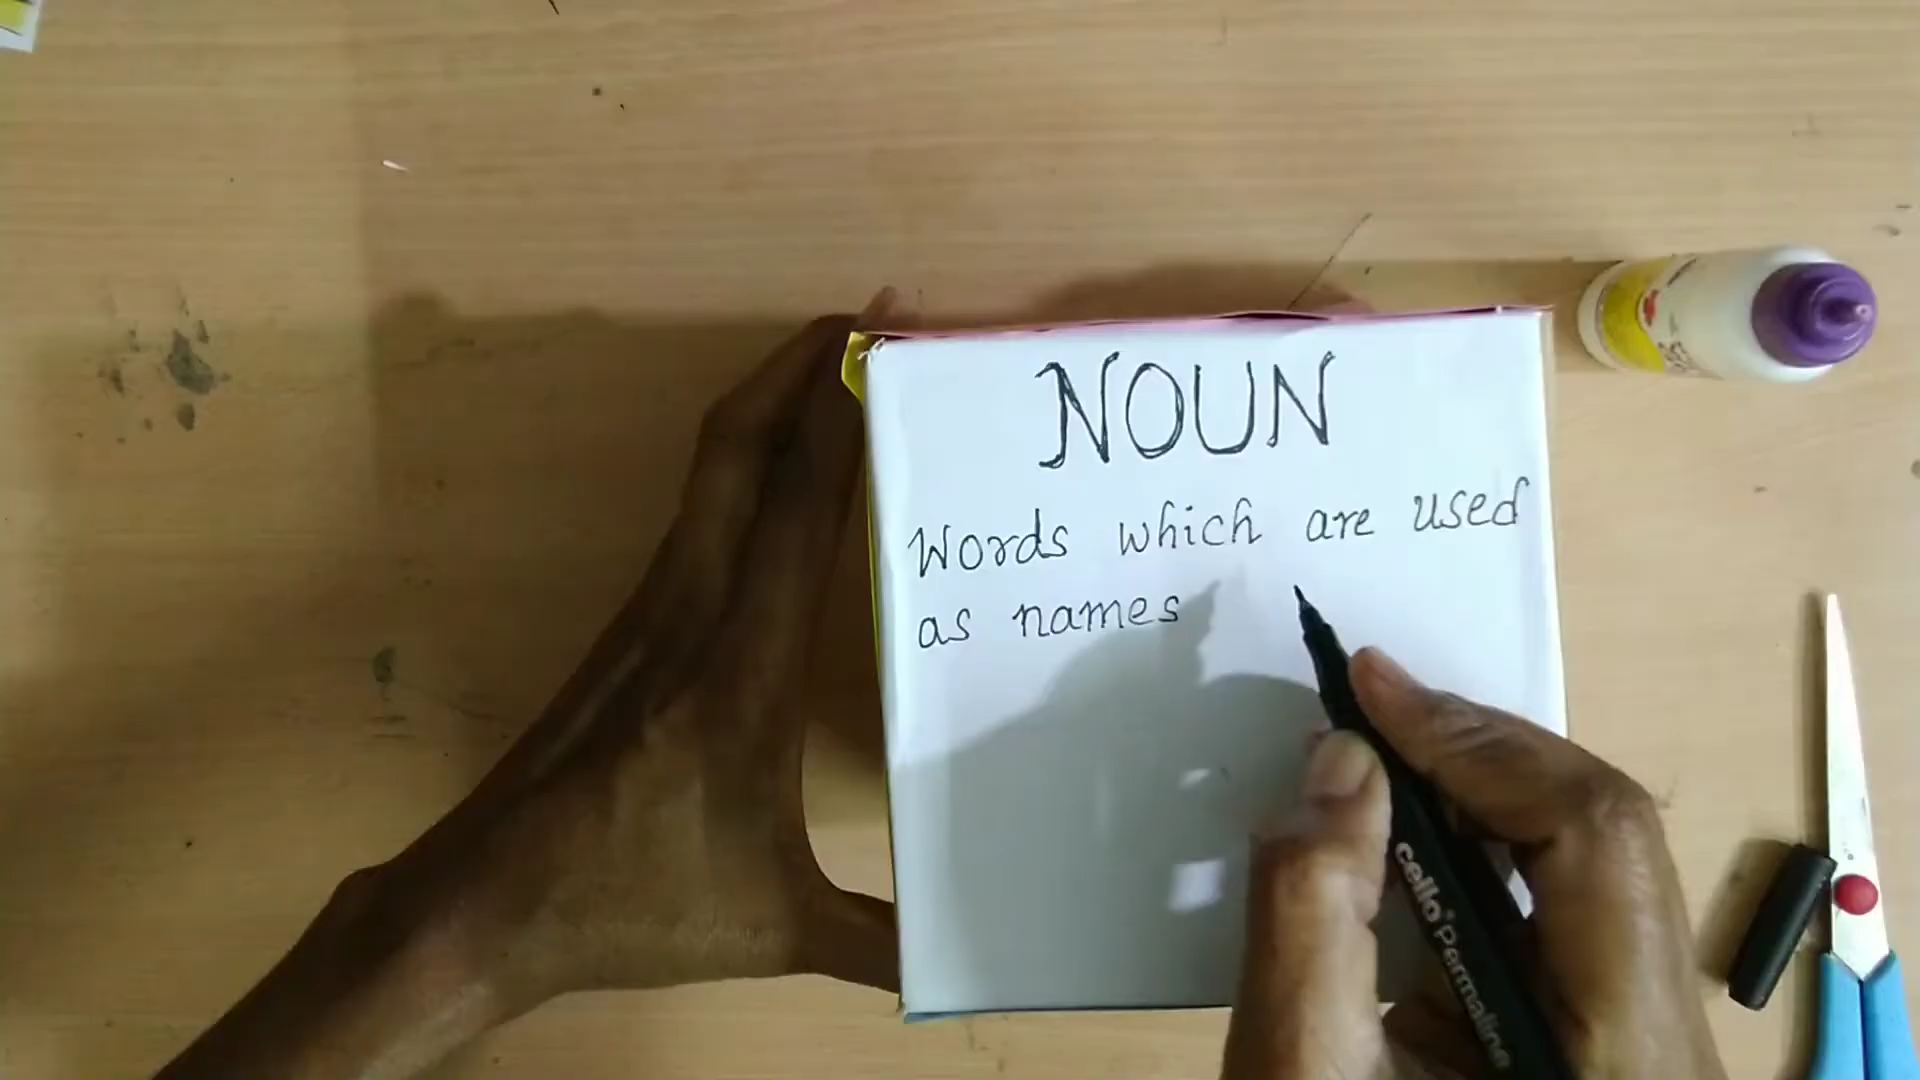 NOUN
Words which are used
as names
cello Permaline